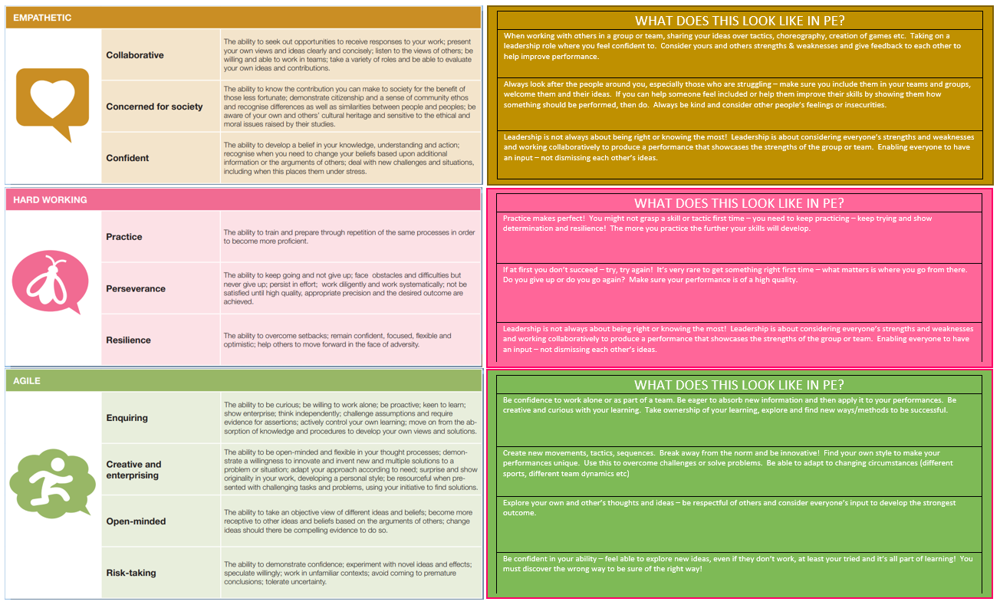 EMPATHETIC
Collaborative
The ability to seek out opportunities to receive responses to your work; present
your own views and ideas clearly and concisely; listen to the views of others; be
willing and able to work in teams; take a variety of roles and be able to evaluate
your own ideas and contributions.
Concerned for society
The ability to know the contribution you can make to society for the benefit of
those less fortunate; demonstrate citizenship and a sense of community ethos
and recognise differences as well as similarities between people and peoples; be
aware of your own and others' cultural heritage and sensitive to the ethical and
moral issues raised by their studies.
Confident
The ability to develop a belief in your knowledge, understanding and action;
recognise when you need to change your beliefs based upon additional
information or the arguments of others; deal with new challenges and situations,
including when this places them under stress.
WHAT DOES THIS LOOK LIKE IN PE?
When working with others in a group or team, sharing your ideas over tactics, choreography, creation of games etc. Taking on a
leadership role where you feel confident to. Consider yours and others strengths & weaknesses and give feedback to each other to
help improve performance.
Always look after the people around you, especially those who are struggling – make sure you include them in your teams and groups,
welcome them and their ideas. If you can help someone feel included or help them improve their skills by showing them how
something should be performed, then do. Always be kind and consider other people's feelings or insecurities.
Leadership is not always about being right or knowing the most! Leadership is about considering everyone's strengths and weaknesses
and working collaboratively to produce a performance that showcases the strengths of the group or team. Enabling everyone to have
an input – not dismissing each other's ideas.
HARD WORKING
Practice
The ability to train and prepare through repetition of the same processes in order
to become more proficient.
Perseverance
The ability to keep going and not give up; face obstacles and difficulties but
never give up; persist in effort; work diligently and work systematically; not be
satisfied until high quality, appropriate precision and the desired outcome are
achieved.
Resilience
The ability to overcome setbacks; remain confident, focused, flexible and
optimistic; help others to move forward in the face of adversity.
WHAT DOES THIS LOOK LIKE IN PE?
Practice makes perfect! You might not grasp a skill or tactic first time – you need to keep practicing – keep trying and show
determination and resilience! The more you practice the further your skills will develop.
If at first you don't succeed – try, try again! It's very rare to get something right first time – what matters is where you go from there.
Do you give up or do you go again? Make sure your performance is of a high quality.
Leadership is not always about being right or knowing the most! Leadership is about considering everyone's strengths and weaknesses
and working collaboratively to produce a performance that showcases the strengths of the group or team. Enabling everyone to have
an input – not dismissing each other's ideas.
AGILE
Enquiring
The ability to be curious; be willing to work alone; be proactive; keen to learn;
show enterprise; think independently; challenge assumptions and require
evidence for assertions; actively control your own learning; move on from the ab-
sorption of knowledge and procedures to develop your own views and solutions.
Creative and
enterprising
The ability to be open-minded and flexible in your thought processes; demon-
strate a willingness to innovate and invent new and multiple solutions to a
problem or situation; adapt your approach according to need; surprise and show
originality in your work, developing a personal style; be resourceful when pre-
sented with challenging tasks and problems, using your initiative to find solutions.
Open-minded
The ability to take an objective view of different ideas and beliefs; become more
receptive to other ideas and beliefs based on the arguments of others; change
ideas should there be compelling evidence to do so.
Risk-taking
The ability to demonstrate confidence; experiment with novel ideas and effects;
speculate willingly; work in unfamiliar contexts; avoid coming to premature
conclusions; tolerate uncertainty.
WHAT DOES THIS LOOK LIKE IN PE?
Be confidence to work alone or as part of a team. Be eager to absorb new information and then apply it to your performances. Be
creative and curious with your learning. Take ownership of your learning, explore and find new ways/methods to be successful.
Create new movements, tactics, sequences. Break away from the norm and be innovative! Find your own style to make your
performances unique. Use this to overcome challenges or solve problems. Be able to adapt to changing circumstances (different
sports, different team dynamics etc)
Explore your own and other's thoughts and ideas – be respectful of others and consider everyone's input to develop the strongest
outcome.
Be confident in your ability – feel able to explore new ideas, even if they don't work, at least your tried and it's all part of learning! You
must discover the wrong way to be sure of the right way!